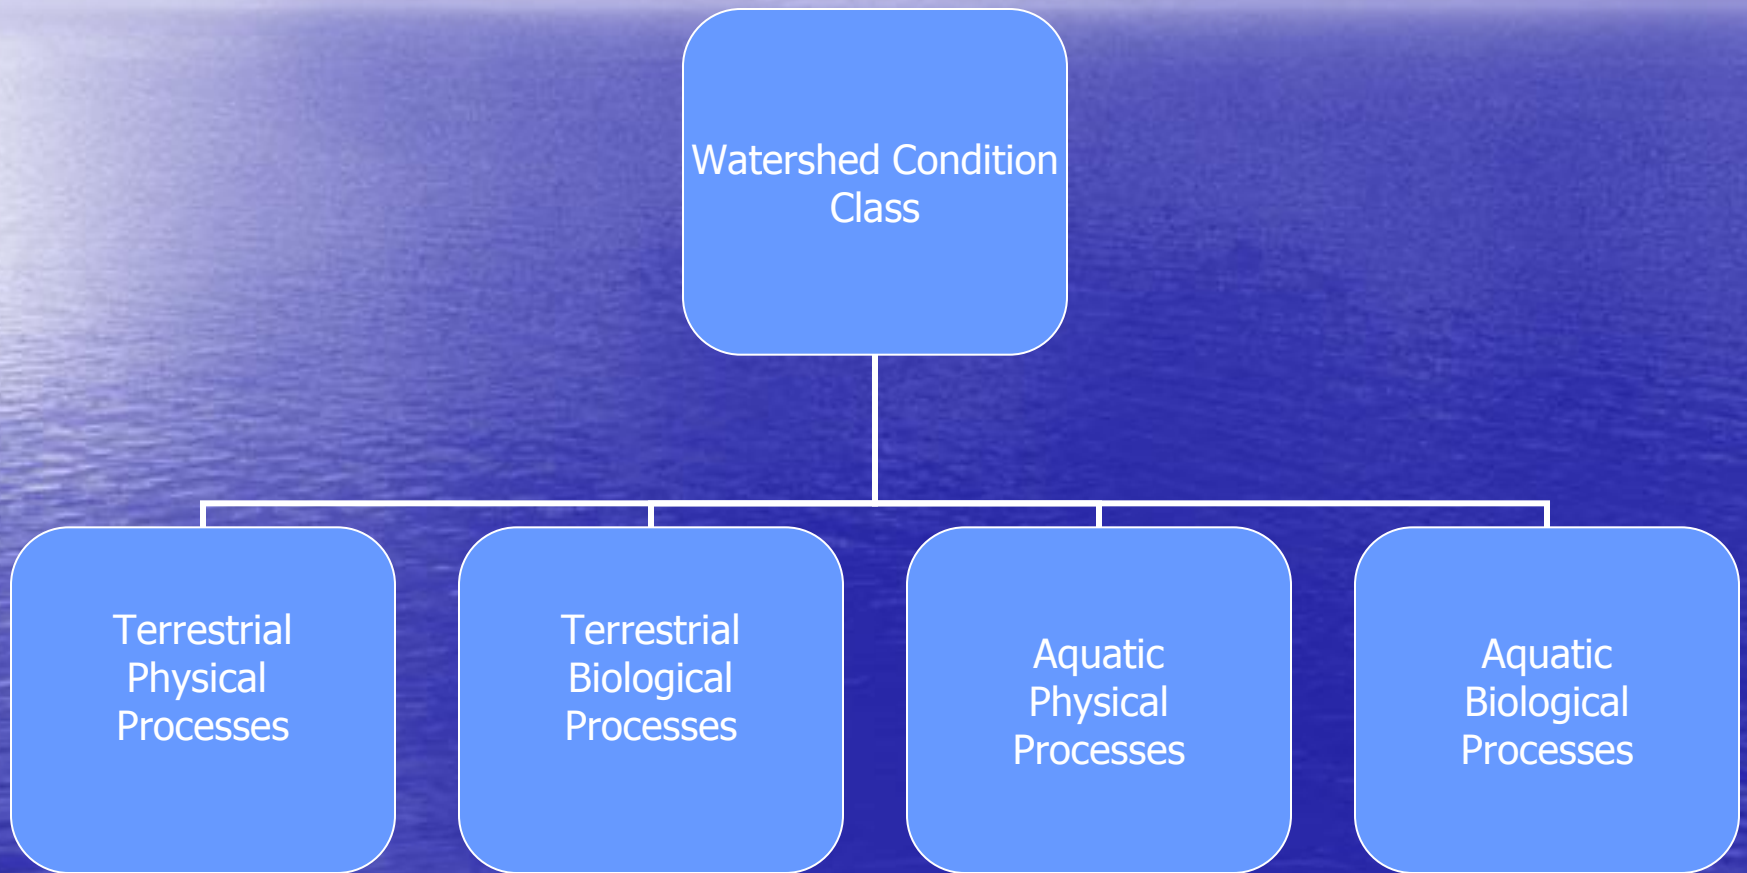 Watershed Condition
Class
Terrestrial
Physical
Processes
Terrestrial
Biological
Processes
Aquatic
Physical
Processes
Aquatic
Biological
Processes